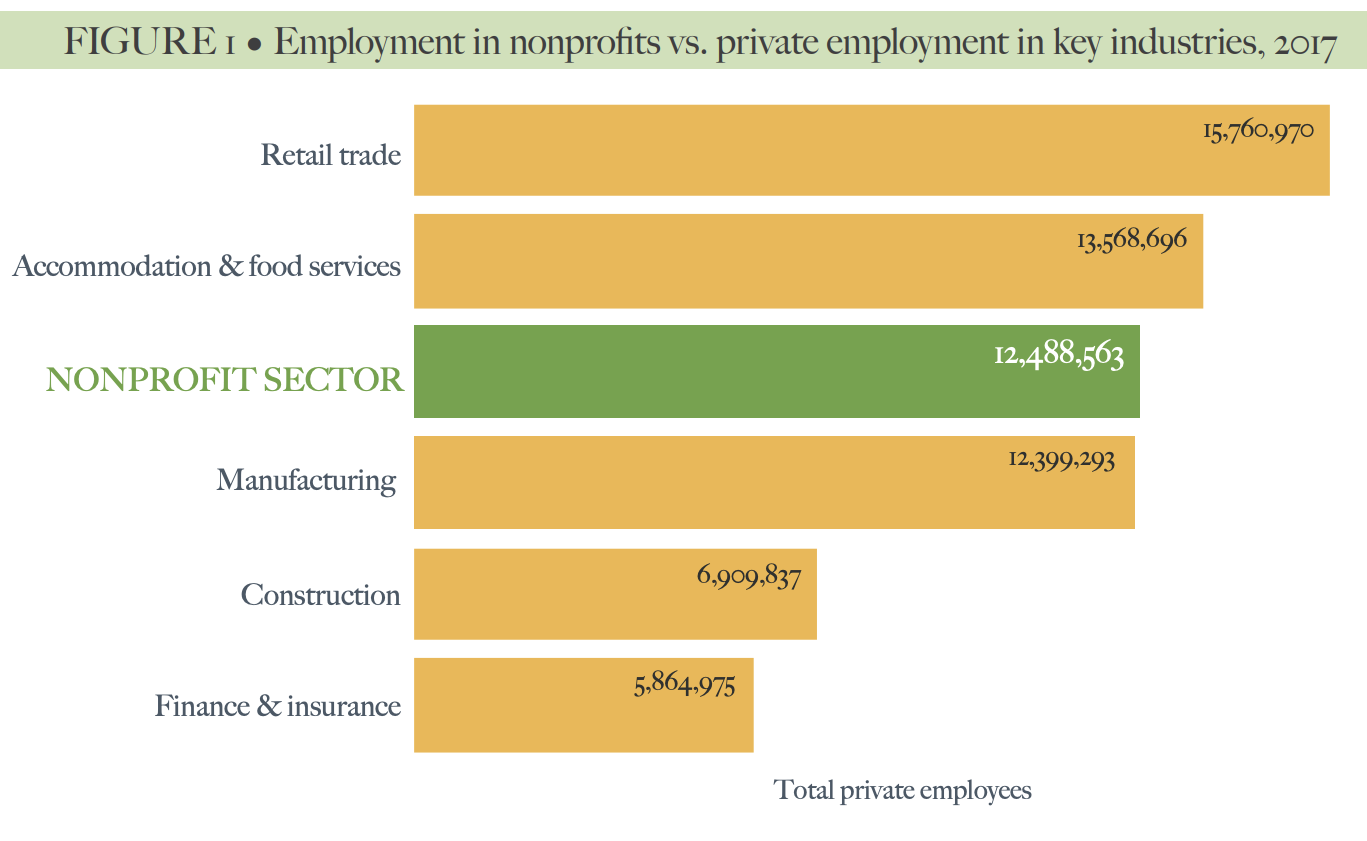 FIGURE 1 • Employment in nonprofits vs. private employment in key industries, 2017
Retail trade 15,760,970
Accommodation & food services 13,568,696
NONPROFIT SECTOR 12,488,563
Manufacturing 12,399,293
Construction 6,909,837
Finance & insurance 5,864,975
Total private employees